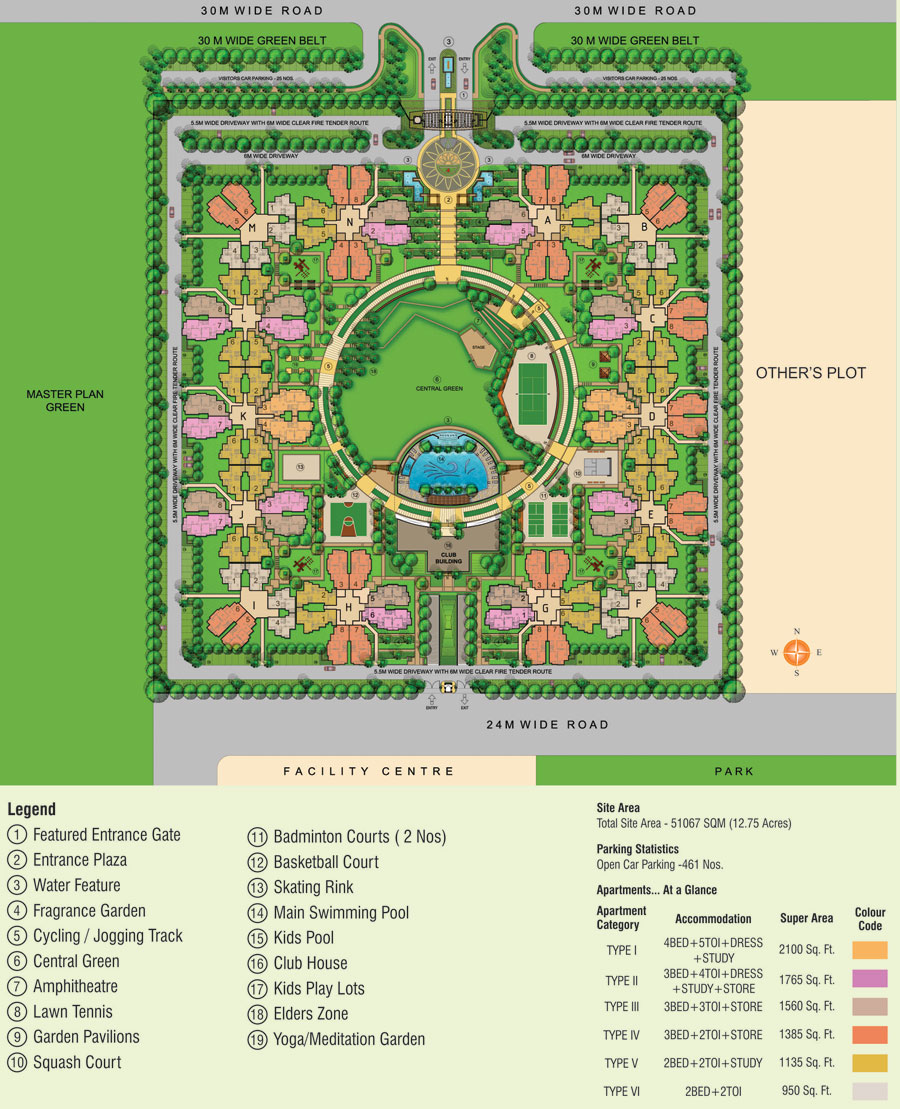 30M WIDE ROAD
30M WIDE ROAD
30 M WIDE GREEN BELT
30 M WIDE GREEN BELT
VISITORS CAR PARKING - 25 NOS
VISITORS CAR PARKING - 25 NOS
EXIT
ENTRY
5.5M WIDE DRIVEWAY WITH 6M WIDE CLEAR FIRE TENDER ROUTE
5.5M WIDE DRIVEWAY WITH 6M WIDE CLEAR FIRE TENDER ROUTE
6M WIDE DRIVEWAY
6M WIDE DRIVEWAY
M
N
A
B
L
C
STAGE
CENTRAL GREEN
MASTER PLAN
GREEN
OTHER'S PLOT
K
D
5.5M WIDE DRIVEWAY WITH 6M WIDE CLEAR FIRE TENDER ROUTE
5.5M WIDE DRIVEWAY WITH 6M WIDE CLEAR FIRE TENDER ROUTE
J
E
CLUB
BUILDING
I
H
G
F
N
W E
S
5.5M WIDE DRIVEWAY WITH 6M WIDE CLEAR FIRE TENDER ROUTE
ENTRY
EXIT
24M WIDE ROAD
FACILITY CENTRE
PARK
Legend
1 Featured Entrance Gate
2 Entrance Plaza
3 Water Feature
4 Fragrance Garden
5 Cycling / Jogging Track
6 Central Green
7 Amphitheatre
8 Lawn Tennis
9 Garden Pavilions
10 Squash Court
11 Badminton Courts ( 2 Nos)
12 Basketball Court
13 Skating Rink
14 Main Swimming Pool
15 Kids Pool
16 Club House
17 Kids Play Lots
18 Elders Zone
19 Yoga/Meditation Garden
Site Area
Total Site Area - 51067 SQM (12.75 Acres)
Parking Statistics
Open Car Parking -461 Nos.
Apartments... At a Glance
Apartment Category Accommodation Super Area Colour Code
TYPE I 4BED+5TOI+DRESS +STUDY 2100 Sq. Ft.
TYPE II 3BED+4TOI+DRESS +STUDY+STORE 1765 Sq. Ft.
TYPE III 3BED+3TOI+STORE 1560 Sq. Ft.
TYPE IV 3BED+2TOI+STORE 1385 Sq. Ft.
TYPE V 2BED+2TOI+STUDY 1135 Sq. Ft.
TYPE VI 2BED+2TOI 950 Sq. Ft.